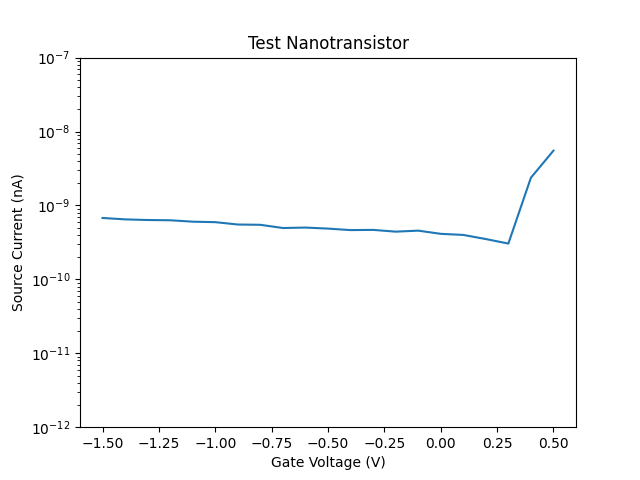 Test Nanotransistor
10⁻⁷
10⁻⁸
10⁻⁹
10⁻¹⁰
10⁻¹¹
10⁻¹²
Source Current (nA)
−1.50 −1.25 −1.00 −0.75 −0.50 −0.25 0.00 0.25 0.50
Gate Voltage (V)